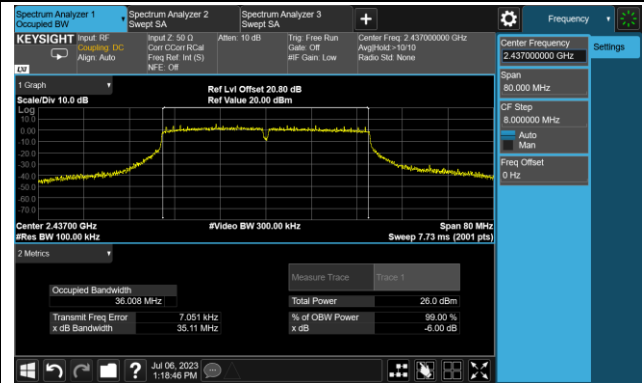 Spectrum Analyzer 1
Occupied BW
Spectrum Analyzer 2
Swept SA
Spectrum Analyzer 3
Swept SA
+
Frequency
KEYSIGHT
Input: RF
Coupling: DC
Align: Auto
LXI
Input Z: 50 Ω
Corr CCorr RCal
Freq Ref: Int (S)
NFE: Off
Atten: 10 dB
Trig: Free Run
Gate: Off
#IF Gain: Low
Center Freq: 2.437000000 GHz
Avg|Hold:>10/10
Radio Std: None
Center Frequency
2.437000000 GHz
Settings
Span
80.000 MHz
CF Step
8.000000 MHz
Auto
Man
Freq Offset
0 Hz
1 Graph
Scale/Div 10.0 dB
Ref Lvl Offset 20.80 dB
Ref Value 20.00 dBm
Log
10.0
0.00
-10.0
-20.0
-30.0
-40.0
-50.0
-60.0
-70.0
Center 2.43700 GHz
#Res BW 100.00 kHz
#Video BW 300.00 kHz
Span 80 MHz
Sweep 7.73 ms (2001 pts)
2 Metrics
Measure Trace
Trace 1
Occupied Bandwidth
36.008 MHz
Total Power
26.0 dBm
Transmit Freq Error
7.051 kHz
% of OBW Power
99.00 %
x dB Bandwidth
35.11 MHz
x dB
-6.00 dB
?
Jul 06, 2023
1:18:46 PM